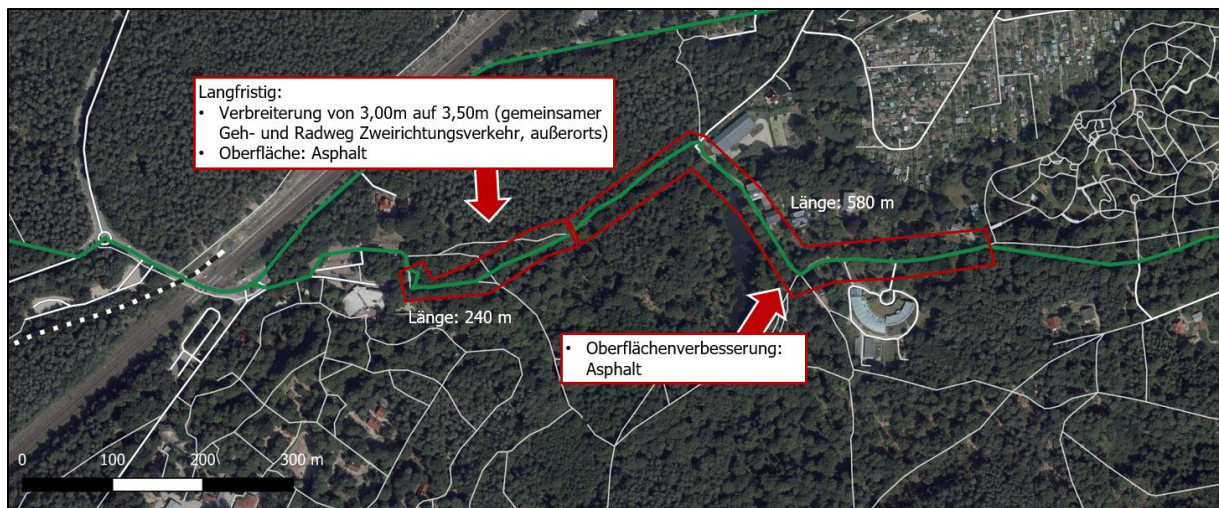 Langfristig:
• Verbreiterung von 3,00m auf 3,50m (gemeinsamer
Geh- und Radweg Zweirichtungsverkehr, außerorts)
• Oberfläche: Asphalt
Länge: 580 m
Länge: 240 m
• Oberflächenverbesserung:
Asphalt
0 100 200 300 m